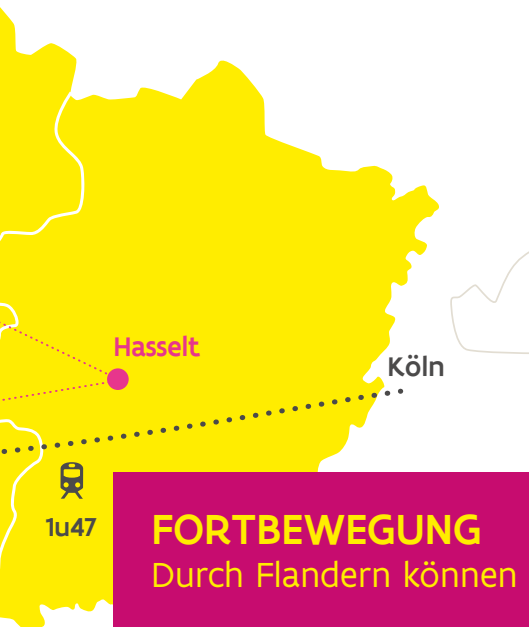 Hasselt
Köln
1u47
FORTBEWEGUNG
Durch Flandern können